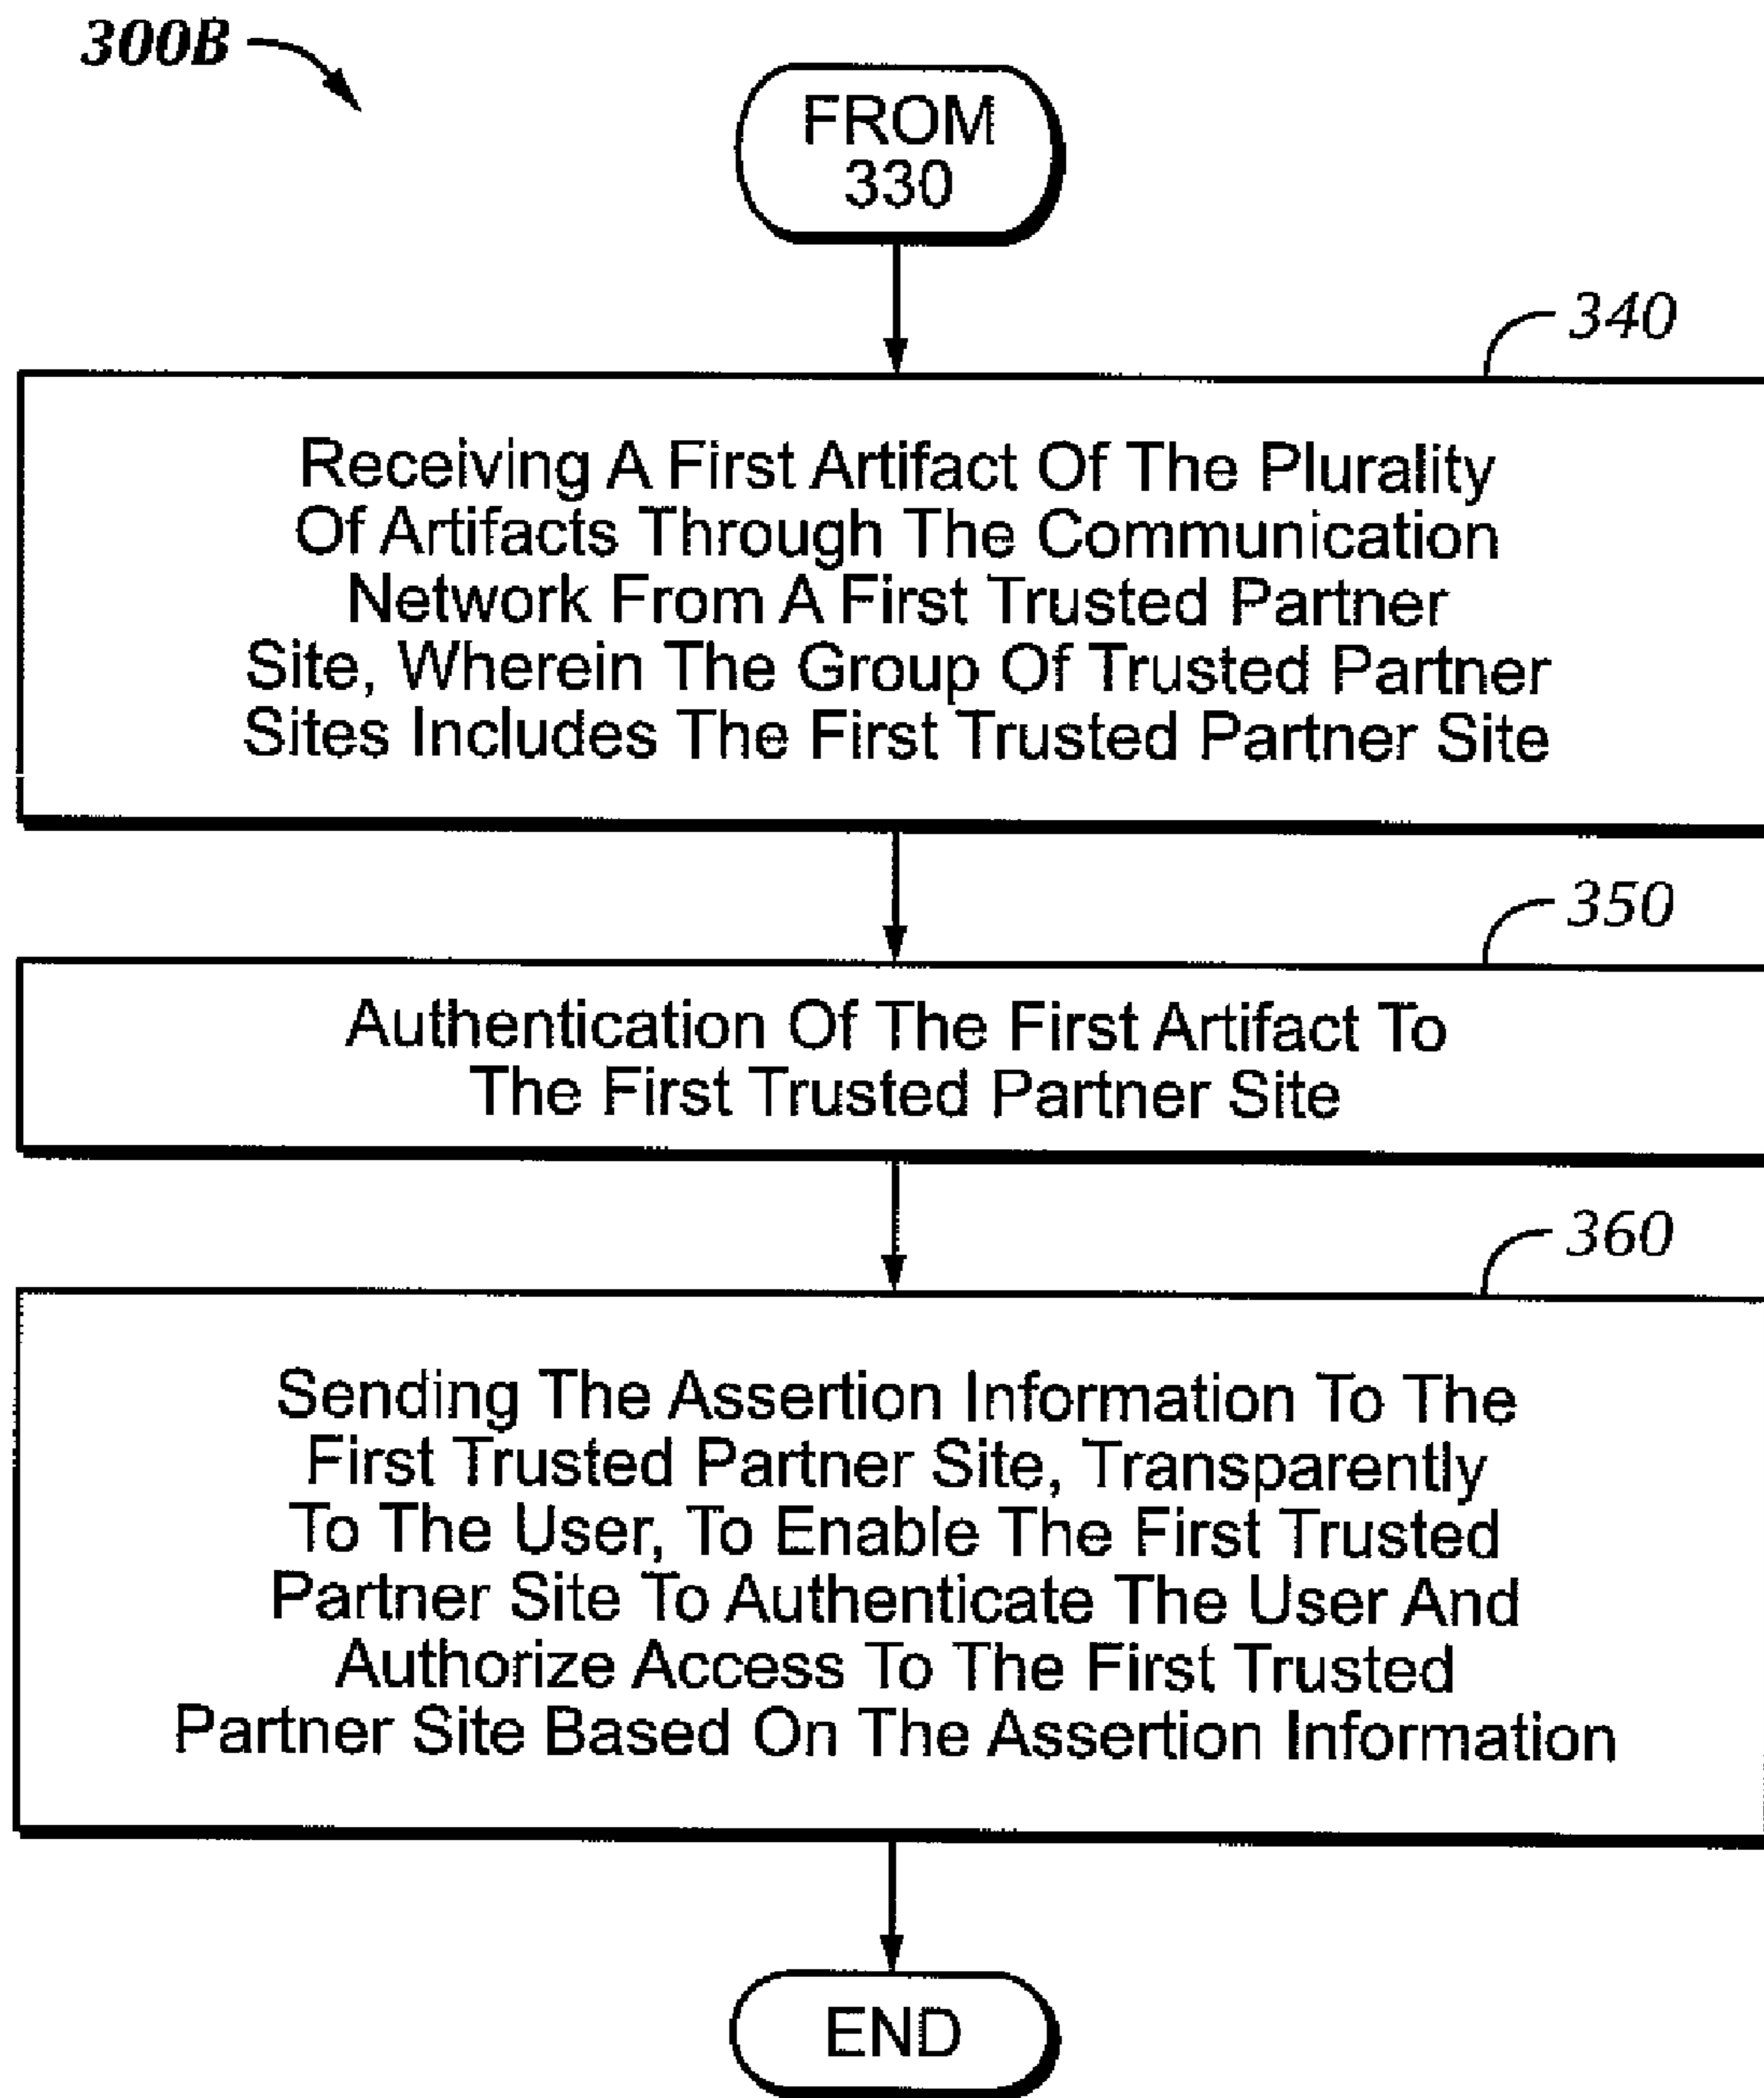 300B
FROM
330
340
Receiving A First Artifact Of The Plurality
Of Artifacts Through The Communication
Network From A First Trusted Partner
Site, Wherein The Group Of Trusted Partner
Sites Includes The First Trusted Partner Site
350
Authentication Of The First Artifact To
The First Trusted Partner Site
360
Sending The Assertion Information To The
First Trusted Partner Site, Transparently
To The User, To Enable The First Trusted
Partner Site To Authenticate The User And
Authorize Access To The First Trusted
Partner Site Based On The Assertion Information
END